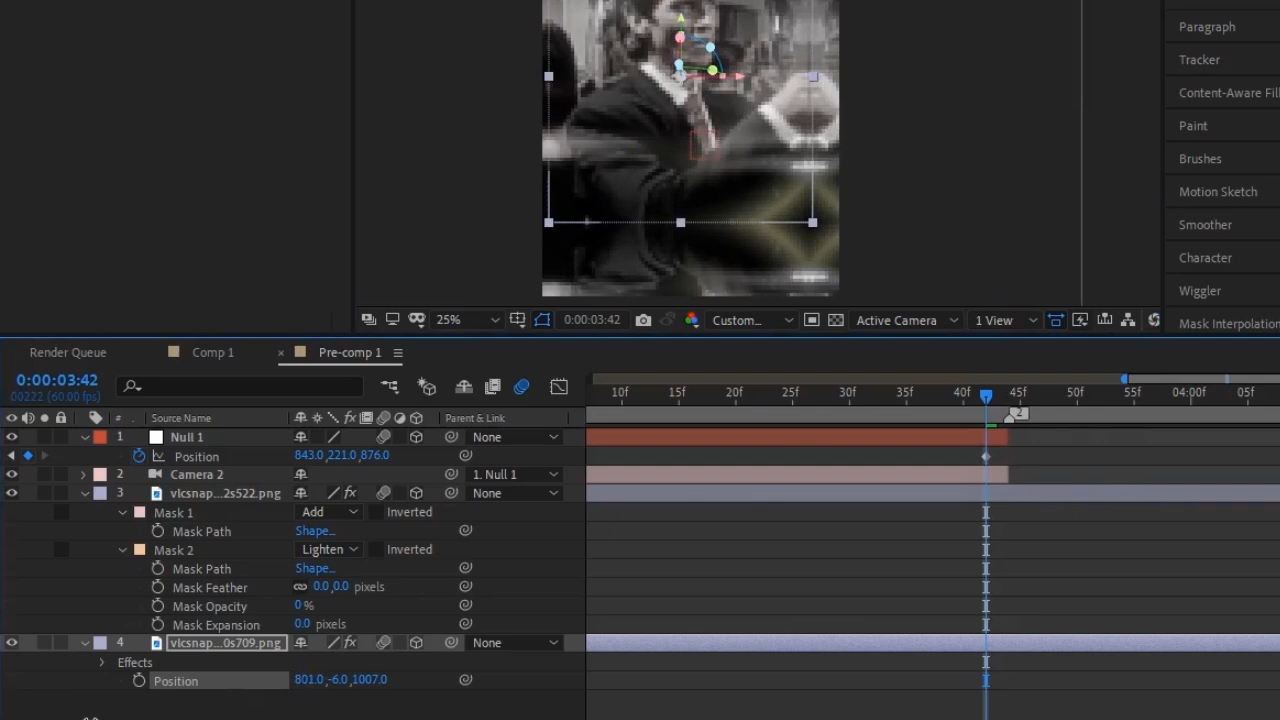 Paragraph
Tracker
Content-Aware Fill
Paint
Brushes
Motion Sketch
Smoother
Character
Wiggler
Mask Interpolatio
25% 0:00:03:42 Custom... Active Camera 1 View
Render Queue Comp 1 × Pre-comp 1
0:00:03:42
00222 (60.00 fps)
10f 15f 20f 25f 30f 35f 40f 45f 50f 55f 04:00f 05f
2
# Source Name fx Parent & Link
1 Null 1 None
Position 843.0,221.0,876.0
2 Camera 2 1. Null 1
3 vlcsnap...2s522.png fx None
Mask 1 Add Inverted
Mask Path Shape...
Mask 2 Lighten Inverted
Mask Path Shape...
Mask Feather 0.0,0.0 pixels
Mask Opacity 0 %
Mask Expansion 0.0 pixels
4 vlcsnap...0s709.png fx None
Effects
Position 801.0,-6.0,1007.0